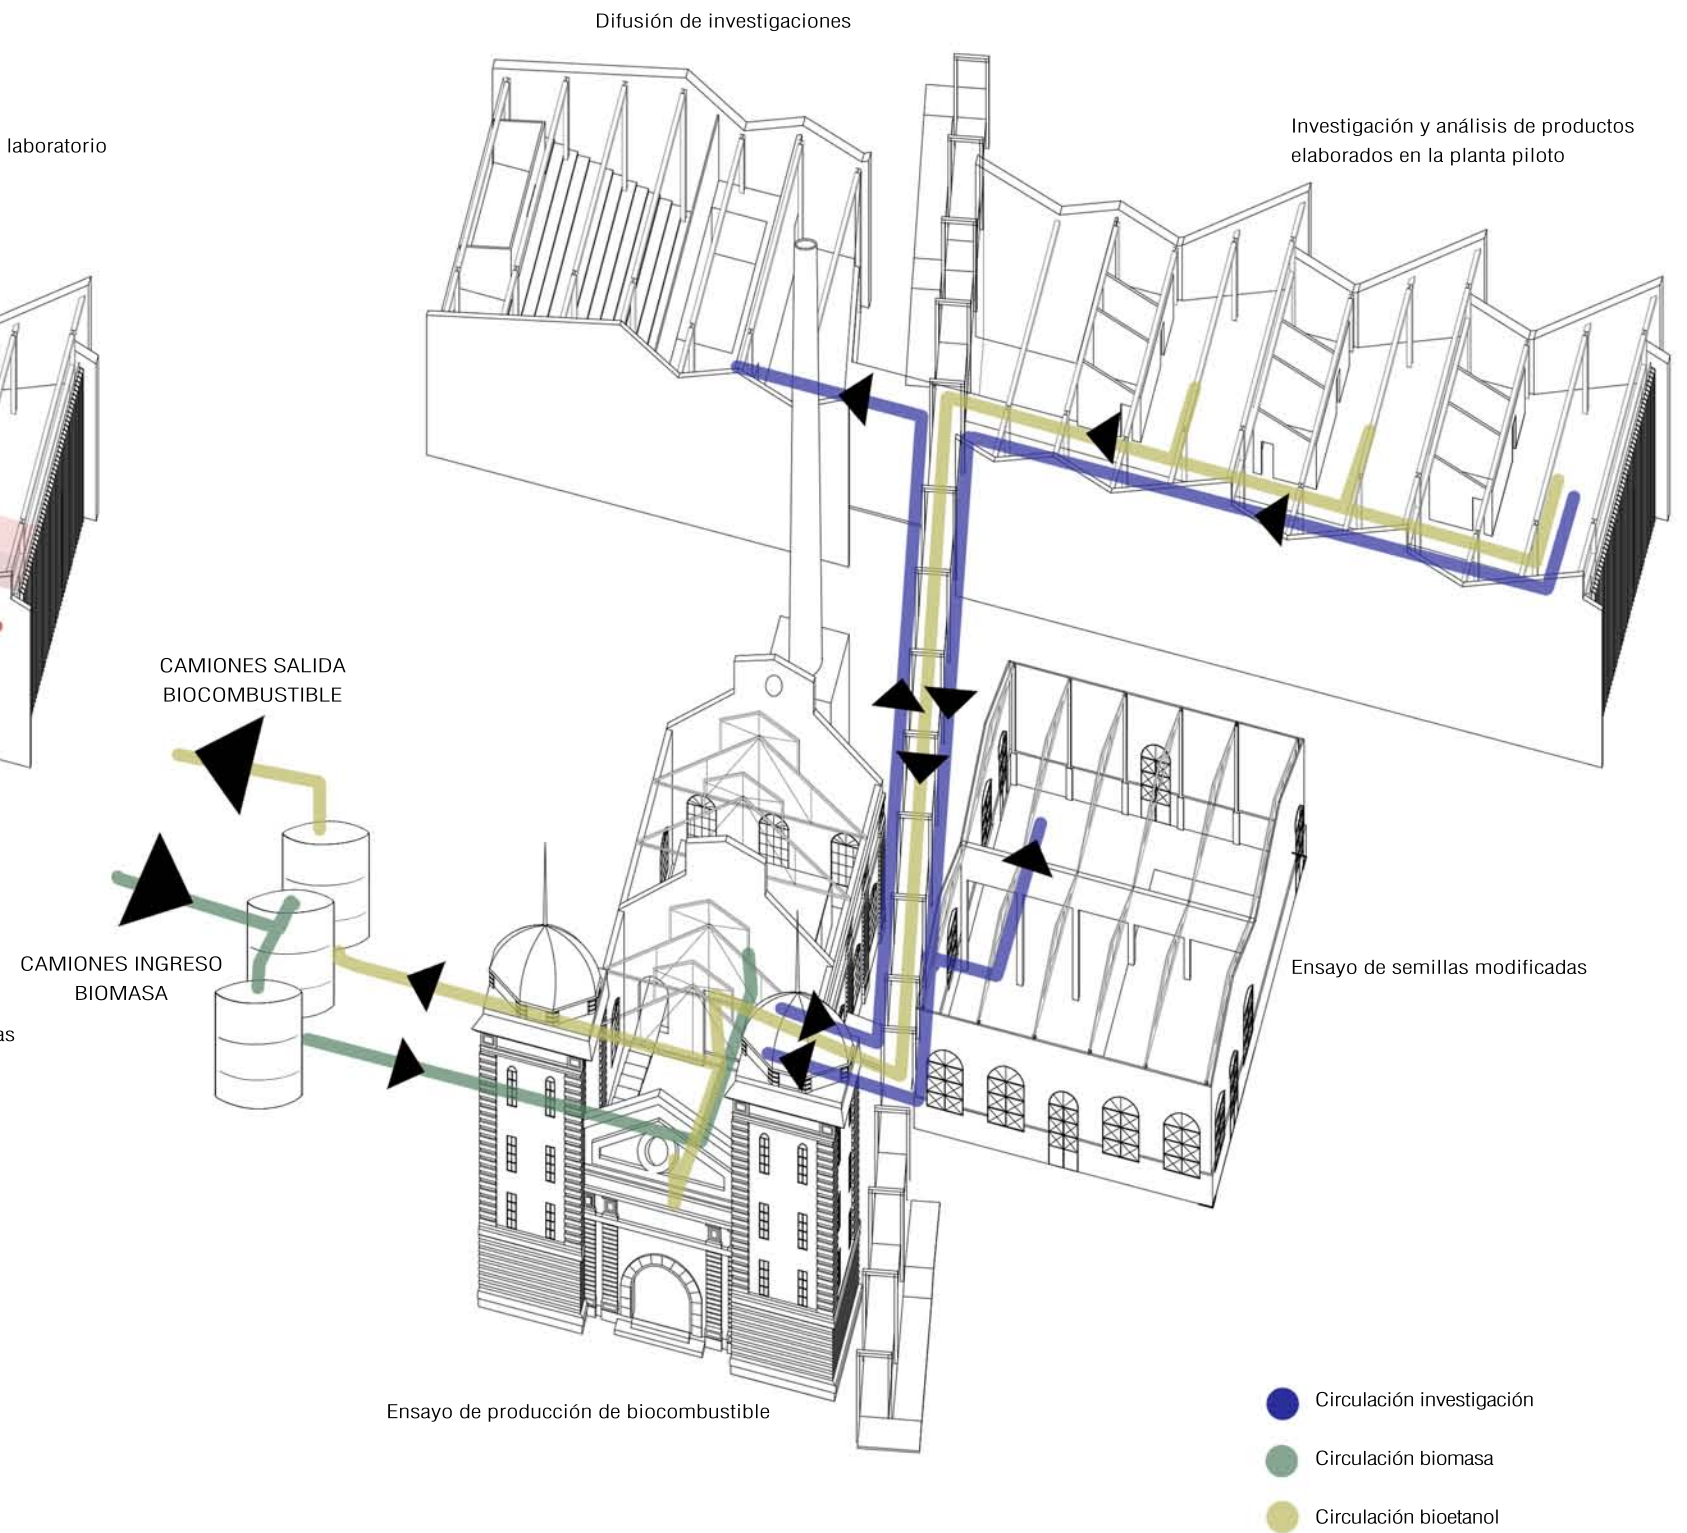 Difusión de investigaciones
Investigación y análisis de productos
elaborados en la planta piloto
laboratorio
CAMIONES SALIDA
BIOCOMBUSTIBLE
CAMIONES INGRESO
BIOMASA
Ensayo de semillas modificadas
as
Ensayo de producción de biocombustible
Circulación investigación
Circulación biomasa
Circulación bioetanol